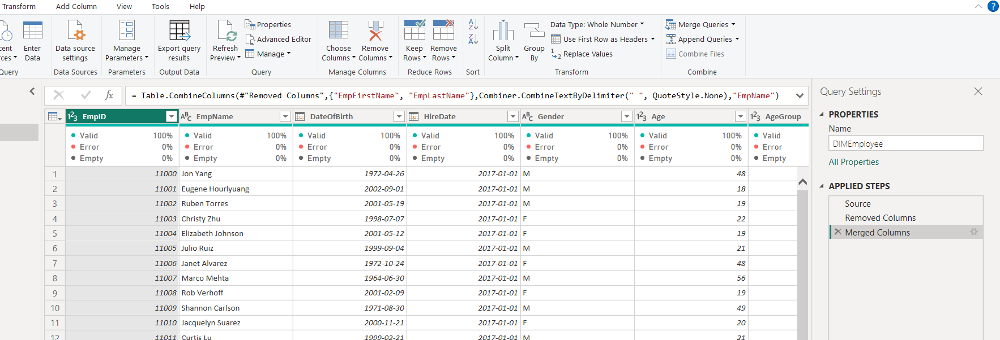 Transform Add Column View Tools Help
Properties
Advanced Editor
Manage
Enter Data
Data source settings
Data Sources
Manage Parameters
Parameters
Export query results
Output Data
Refresh Preview
Query
Choose Columns
Remove Columns
Manage Columns
Keep Rows
Remove Rows
Reduce Rows
Sort
Split Column
Group By
Data Type: Whole Number
Use First Row as Headers
1 2 Replace Values
Transform
Merge Queries
Append Queries
Combine Files
Combine
fx = Table.CombineColumns(#"Removed Columns",{"EmpFirstName", "EmpLastName"},Combiner.CombineTextByDelimiter(" ", QuoteStyle.None),"EmpName")
123 EmpID ABC EmpName DateOfBirth HireDate ABC Gender 123 Age 123 AgeGroup
Valid 100% Valid 100% Valid 100% Valid 100% Valid 100% Valid 100% Valid
Error 0% Error 0% Error 0% Error 0% Error 0% Error 0% Error
Empty 0% Empty 0% Empty 0% Empty 0% Empty 0% Empty 0% Empty
1 11000 Jon Yang 1972-04-26 2017-01-01 M 48
2 11001 Eugene Hourlyuang 2002-09-01 2017-01-01 M 18
3 11002 Ruben Torres 2001-05-19 2017-01-01 M 19
4 11003 Christy Zhu 1998-07-07 2017-01-01 F 22
5 11004 Elizabeth Johnson 2001-05-12 2017-01-01 F 19
6 11005 Julio Ruiz 1999-09-04 2017-01-01 M 21
7 11006 Janet Alvarez 1972-10-24 2017-01-01 F 48
8 11007 Marco Mehta 1964-06-30 2017-01-01 M 56
9 11008 Rob Verhoff 2001-02-09 2017-01-01 F 19
10 11009 Shannon Carlson 1971-08-30 2017-01-01 M 49
11 11010 Jacquelyn Suarez 2000-11-21 2017-01-01 F 20
12 11011 Curtis Lu 1999-02-21 2017-01-01 M 21
Query Settings
PROPERTIES
Name
DIMEmployee
All Properties
APPLIED STEPS
Source
Removed Columns
Merged Columns